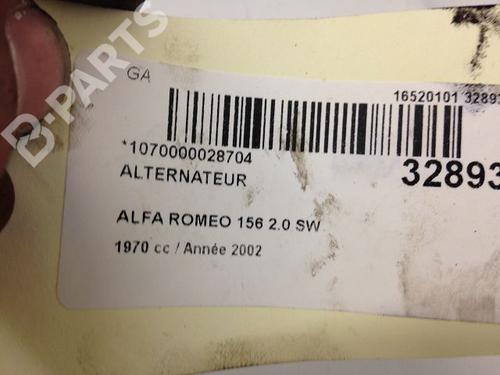 B-PARTS
GA
16520101 3289
*1070000028704
32893
ALTERNATEUR
ALFA ROMEO 156 2.0 SW
1970 cc / Année 2002